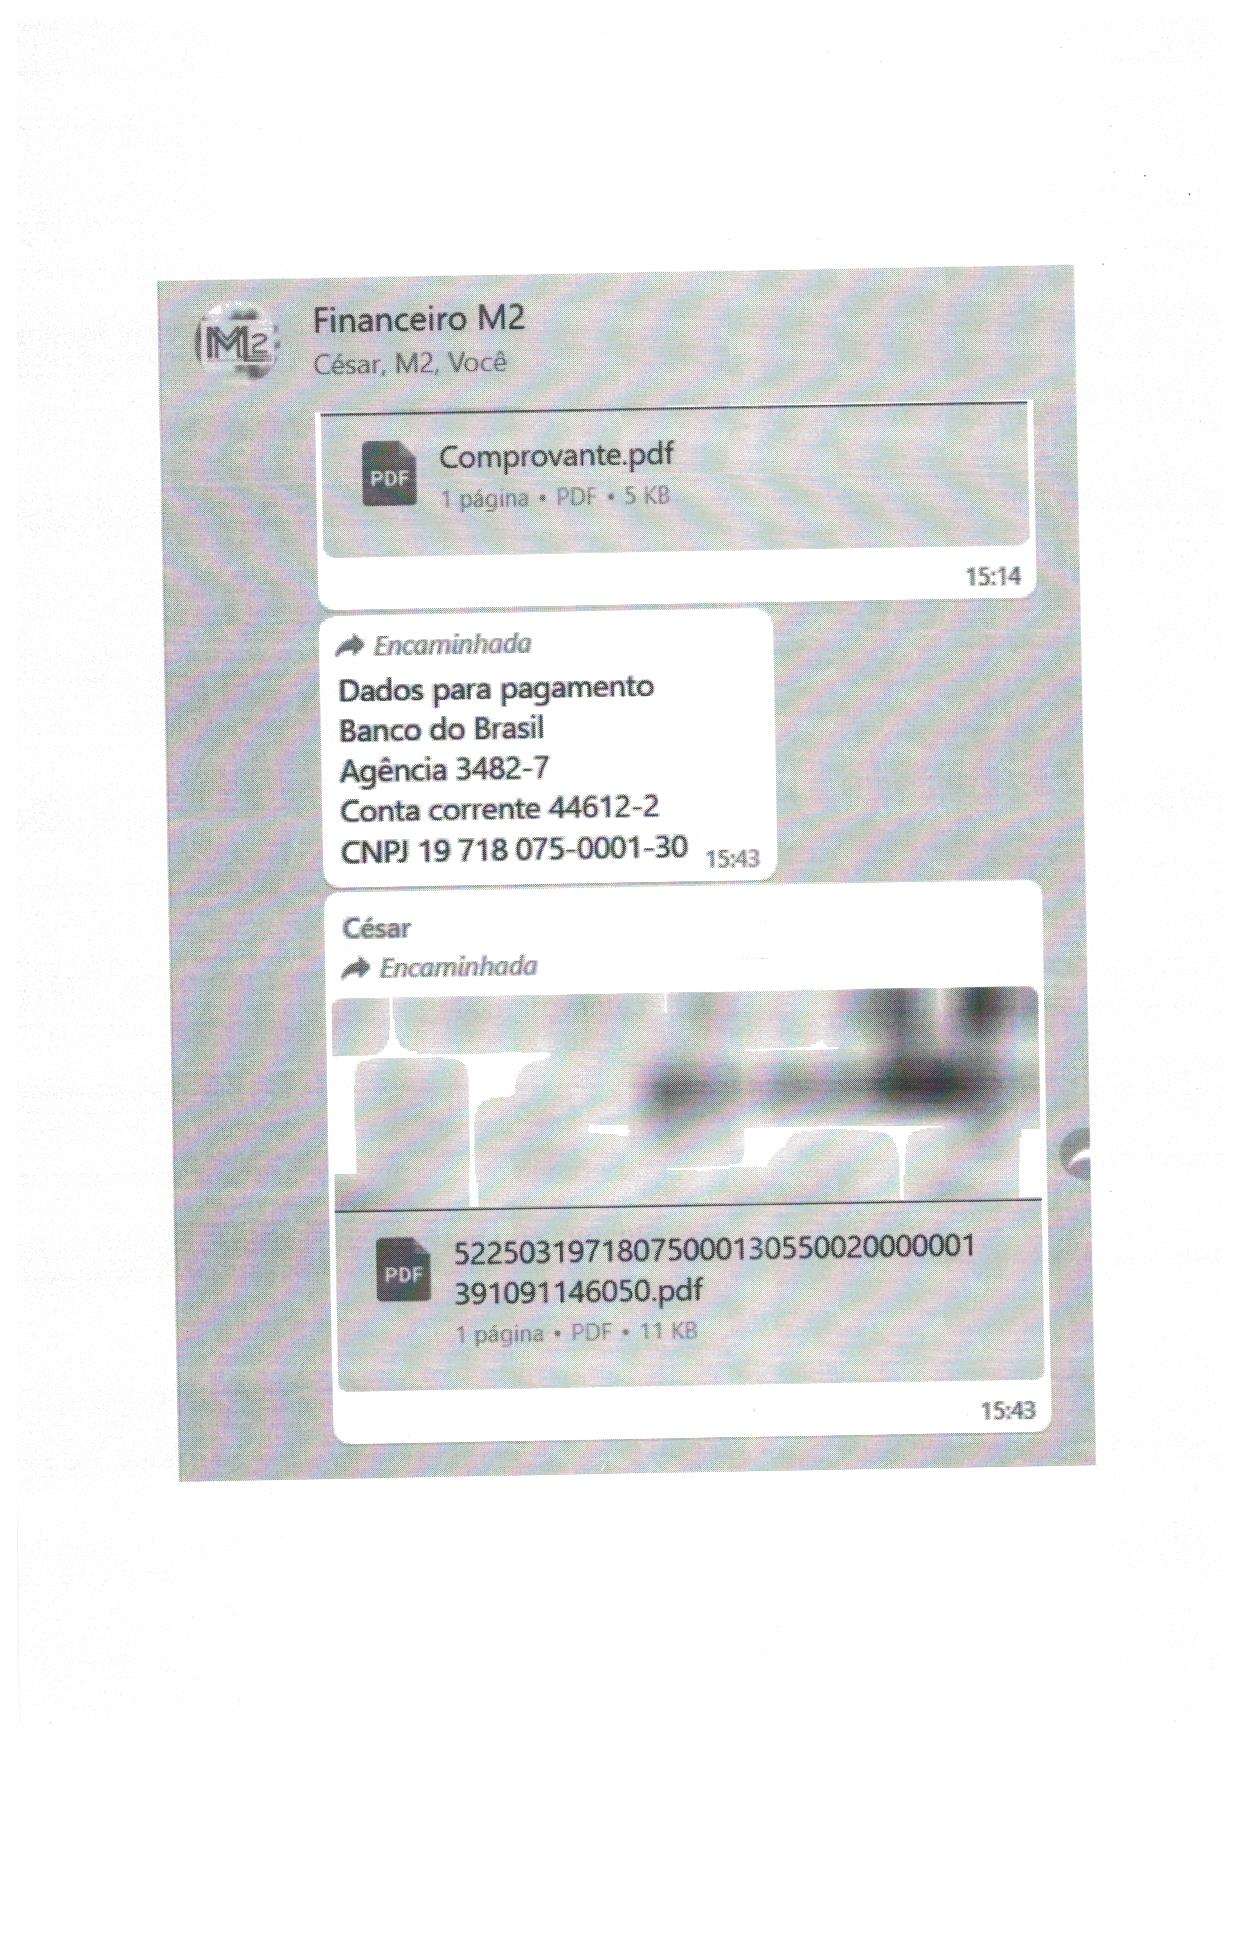 M2
Financeiro M2
César, M2, Você
PDF
Comprovante.pdf
1 página • PDF • 5 KB
15:14
Encaminhada
Dados para pagamento
Banco do Brasil
Agência 3482-7
Conta corrente 44612-2
CNPJ 19 718 075-0001-30
15:43
César
Encaminhada
PDF
52250319718075000130550020000001
391091146050.pdf
1 página • PDF • 11 KB
15:43